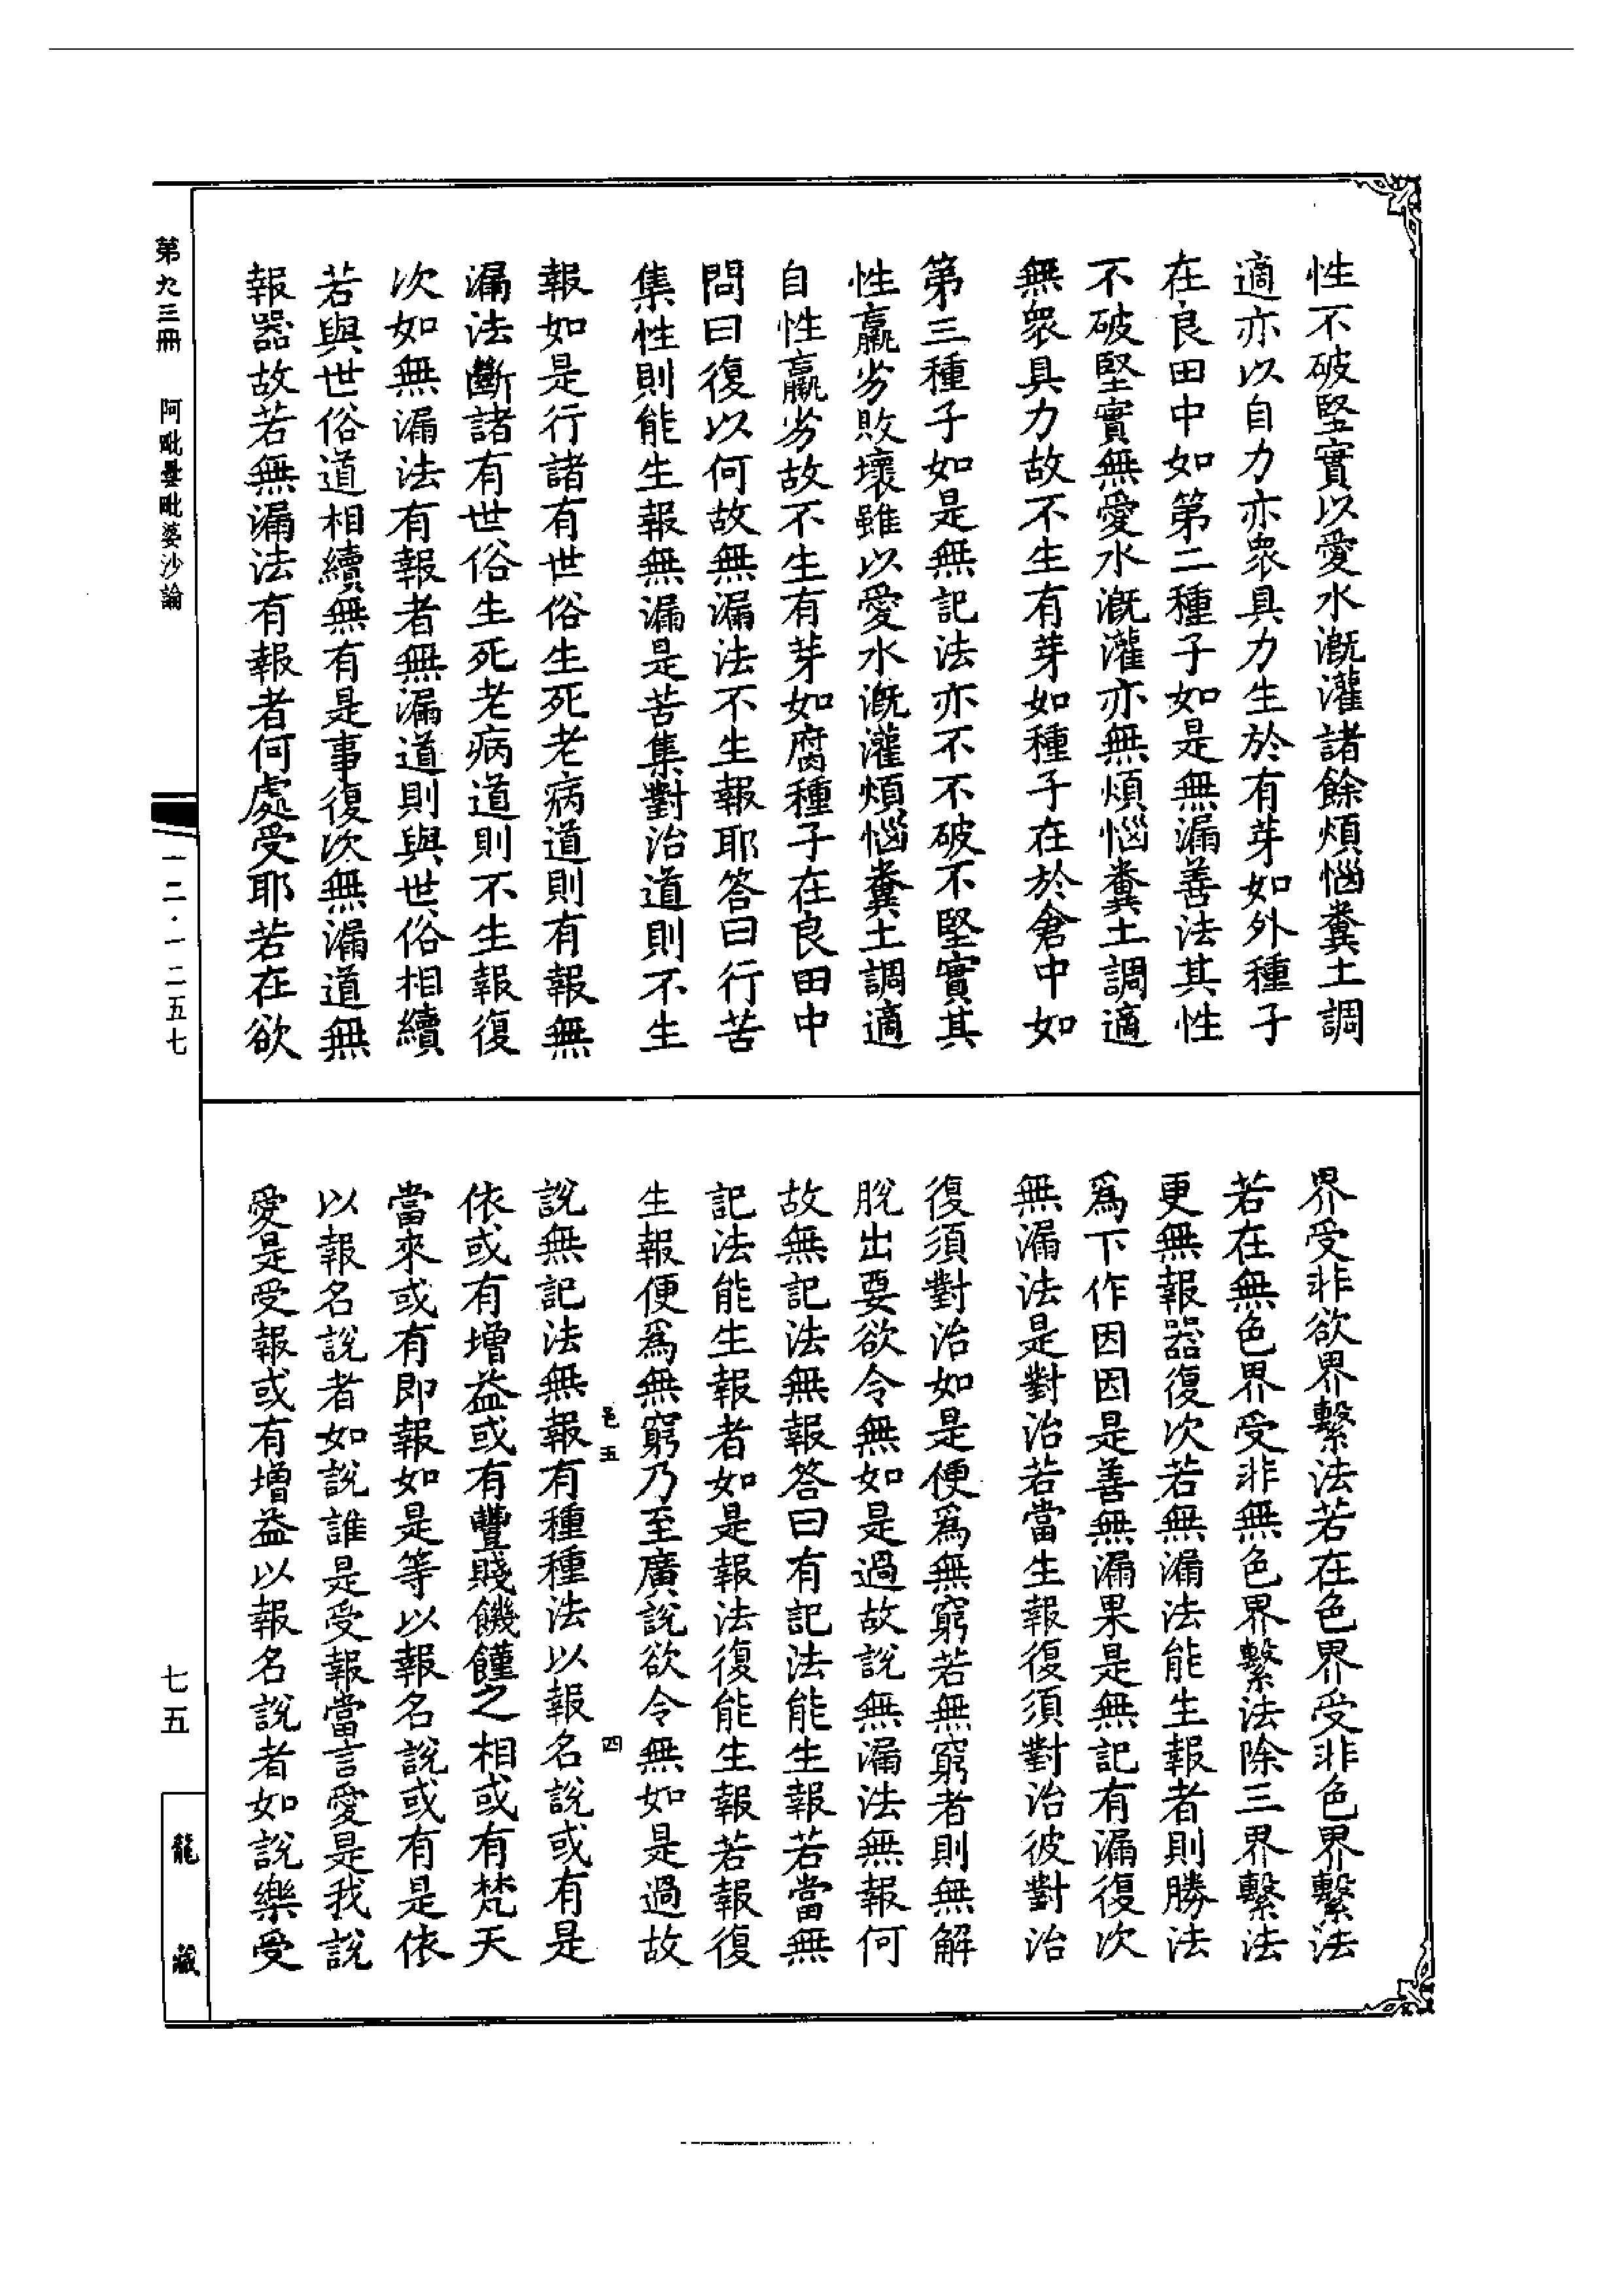 性不破堅實以愛水溉灌諸餘煩惱糞土調
適亦以自力亦衆具力生於有芽如外種子
在良田中如第二種子如是無漏善法其性
不破堅實無愛水溉灌亦無煩惱糞土調適
無衆具力故不生有芽如種子在於倉中如
第三種子如是無記法亦不不破不堅實其
性羸劣敗壞雖以愛水溉灌煩惱糞土調適
自性羸劣故不生有芽如腐種子在良田中
問曰復以何故無漏法不生報耶答曰行苦
集性則能生報無漏是苦集對治道則不生
報如是行諸有世俗生死老病道則有報無
漏法斷諸有世俗生死老病道則不生報復
次如無漏法有報者無漏道則與世俗相續
若與世俗道相續無有是事復次無漏道無
報器故若無漏法有報者何處受耶若在欲
界受非欲界繫法若在色界受非色界繫法
若在無色界受非無色界繫法除三界繫法
更無報器復次若無漏法能生報者則勝法
爲下作因因是善無漏果是無記有漏復次
無漏法是對治若當生報復須對治彼對治
復須對治如是便爲無窮若無窮者則無解
脫出要欲令無如是過故說無漏法無報何
故無記法無報答曰有記法能生報若當無
記法能生報者如是報法復能生報若報復
生報便爲無窮乃至廣說欲令無如是過故
說無記法無報有種種法以報名說或有是
依或有增益或有豐賤饑饉之相或有梵天
當來或有即報如是等以報名說或有是依
以報名說者如說誰是受報當言愛是我說
愛是受報或有增益以報名說者如說樂受
邑五
四
第九三冊 阿毗曇毗婆沙論
一二·一二五七
七五
龍藏